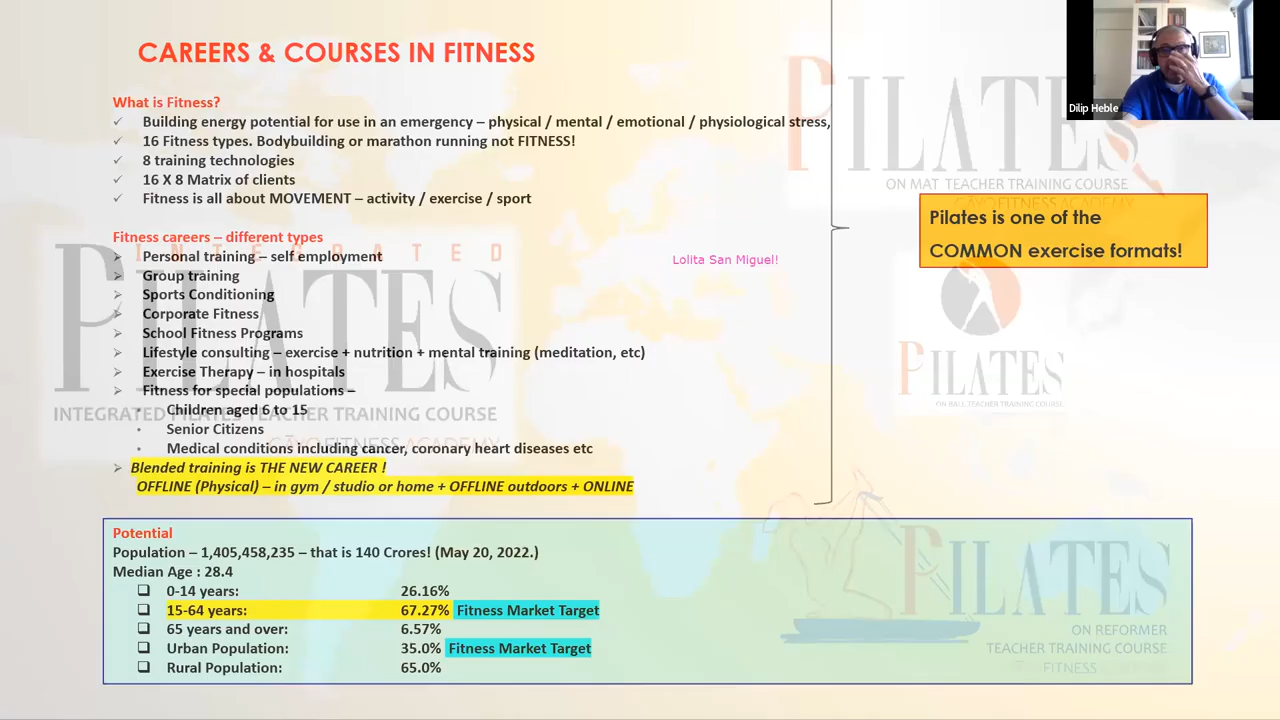 CAREERS & COURSES IN FITNESS
Dilip Heble
What is Fitness?
Building energy potential for use in an emergency – physical / mental / emotional / physiological stress,
16 Fitness types. Bodybuilding or marathon running not FITNESS!
8 training technologies
16 X 8 Matrix of clients
Fitness is all about MOVEMENT – activity / exercise / sport
PILATES
ON MAT TEACHER TRAINING COURSE
FITNESS ACADEMY
Pilates is one of the
COMMON exercise formats!
Fitness careers – different types
Personal training – self employment
Group training
Sports Conditioning
Corporate Fitness
School Fitness Programs
Lifestyle consulting – exercise + nutrition + mental training (meditation, etc)
Exercise Therapy – in hospitals
Fitness for special populations –
Children aged 6 to 15
Senior Citizens
Medical conditions including cancer, coronary heart diseases etc
Blended training is THE NEW CAREER !
OFFLINE (Physical) – in gym / studio or home + OFFLINE outdoors + ONLINE
Lolita San Miguel!
INTEGRATED
PILATES
INTEGRATED PILATES TEACHER TRAINING COURSE
FITNESS ACADEMY
PILATES
ON BALL TEACHER TRAINING COURSE
Potential
Population – 1,405,458,235 – that is 140 Crores! (May 20, 2022.)
Median Age : 28.4
0-14 years: 26.16%
15-64 years: 67.27% Fitness Market Target
65 years and over: 6.57%
Urban Population: 35.0% Fitness Market Target
Rural Population: 65.0%
PILATES
ON REFORMER
TEACHER TRAINING COURSE
FITNESS